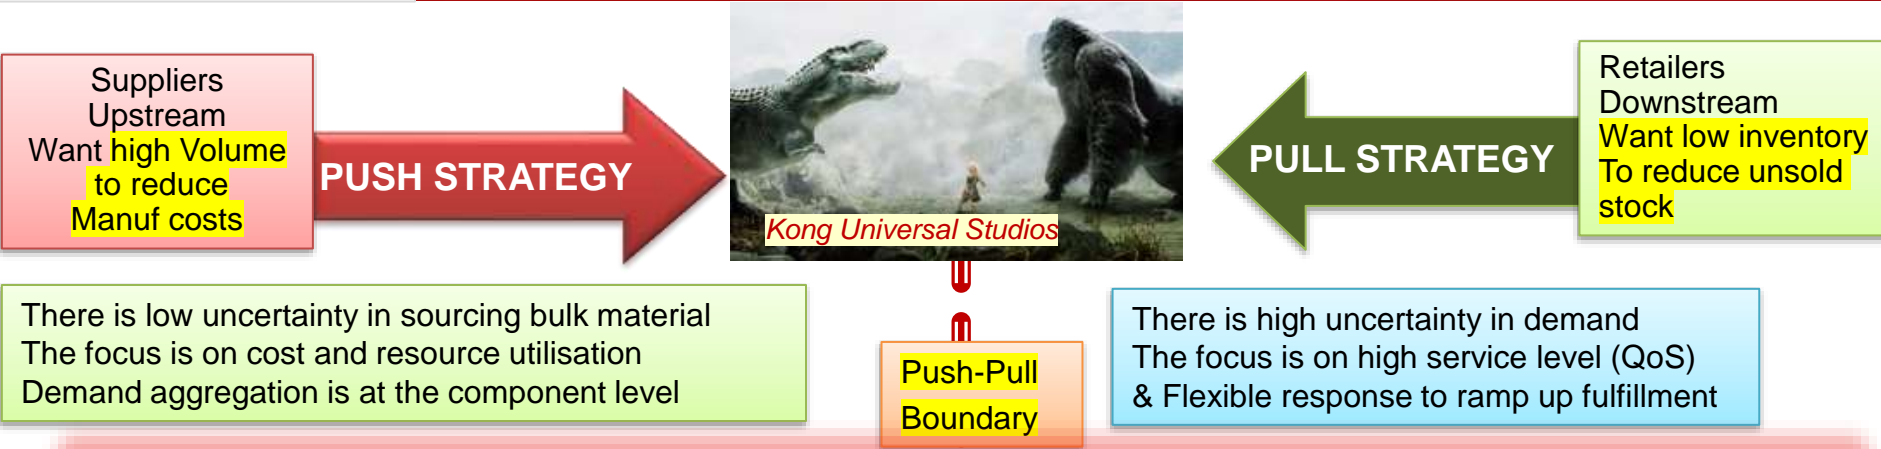 Suppliers
Upstream
Want high Volume
to reduce
Manuf costs
PUSH STRATEGY
Kong Universal Studios
PULL STRATEGY
Retailers
Downstream
Want low inventory
To reduce unsold
stock
There is low uncertainty in sourcing bulk material
The focus is on cost and resource utilisation
Demand aggregation is at the component level
Push-Pull
Boundary
There is high uncertainty in demand
The focus is on high service level (QoS)
& Flexible response to ramp up fulfillment